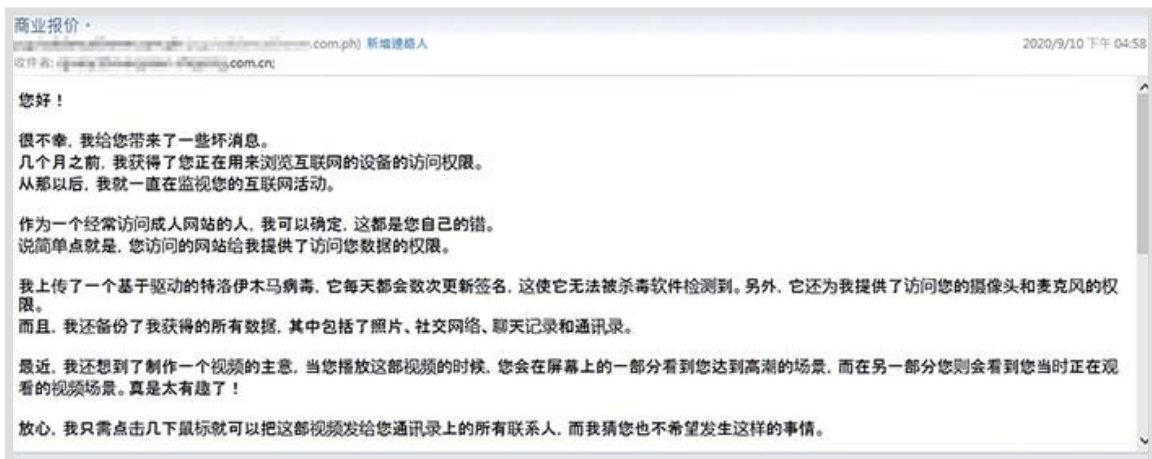 商业报价
.com.ph) 新增連絡人
2020/9/10 下午 04:58
收件者: .com.cn;
您好！
很不幸, 我给您带来了一些坏消息。
几个月之前, 我获得了您正在用来浏览互联网的设备的访问权限。
从那以后, 我就一直在监视您的互联网活动。
作为一个经常访问成人网站的人, 我可以确定, 这都是您自己的错。
说简单点就是, 您访问的网站给我提供了访问您数据的权限。
我上传了一个基于驱动的特洛伊木马病毒, 它每天都会数次更新签名, 这使它无法被杀毒软件检测到。另外, 它还为我提供了访问您的摄像头和麦克风的权
限。
而且, 我还备份了我获得的所有数据, 其中包括了照片、社交网络、聊天记录和通讯录。
最近, 我还想到了制作一个视频的主意, 当您播放这部视频的时候, 您会在屏幕上的一部分看到您达到高潮的场景, 而在另一部分您则会看到您当时正在观
看的视频场景。真是太有趣了！
放心, 我只需点击几下鼠标就可以把这部视频发给您通讯录上的所有联系人, 而我猜您也不希望发生这样的事情。